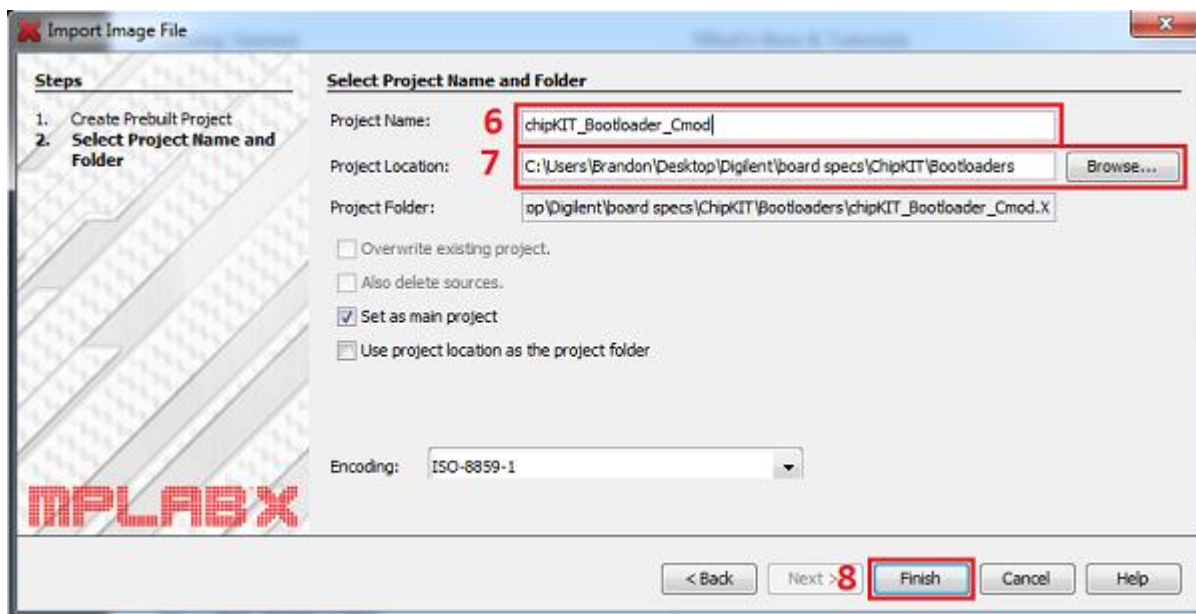 Import Image File
Steps
1. Create Prebuilt Project
2. Select Project Name and
Folder
Select Project Name and Folder
Project Name: 6 chipKIT_Bootloader_Cmod
Project Location: 7 C:\Users\Brandon\Desktop\Digilent\board specs\ChipKIT\Bootloaders Browse...
Project Folder: op\Digilent\board specs\ChipKIT\Bootloaders\chipKIT_Bootloader_Cmod.X
Overwrite existing project.
Also delete sources.
Set as main project
Use project location as the project folder
Encoding: ISO-8859-1
MPLAB X
< Back Next > 8 Finish Cancel Help